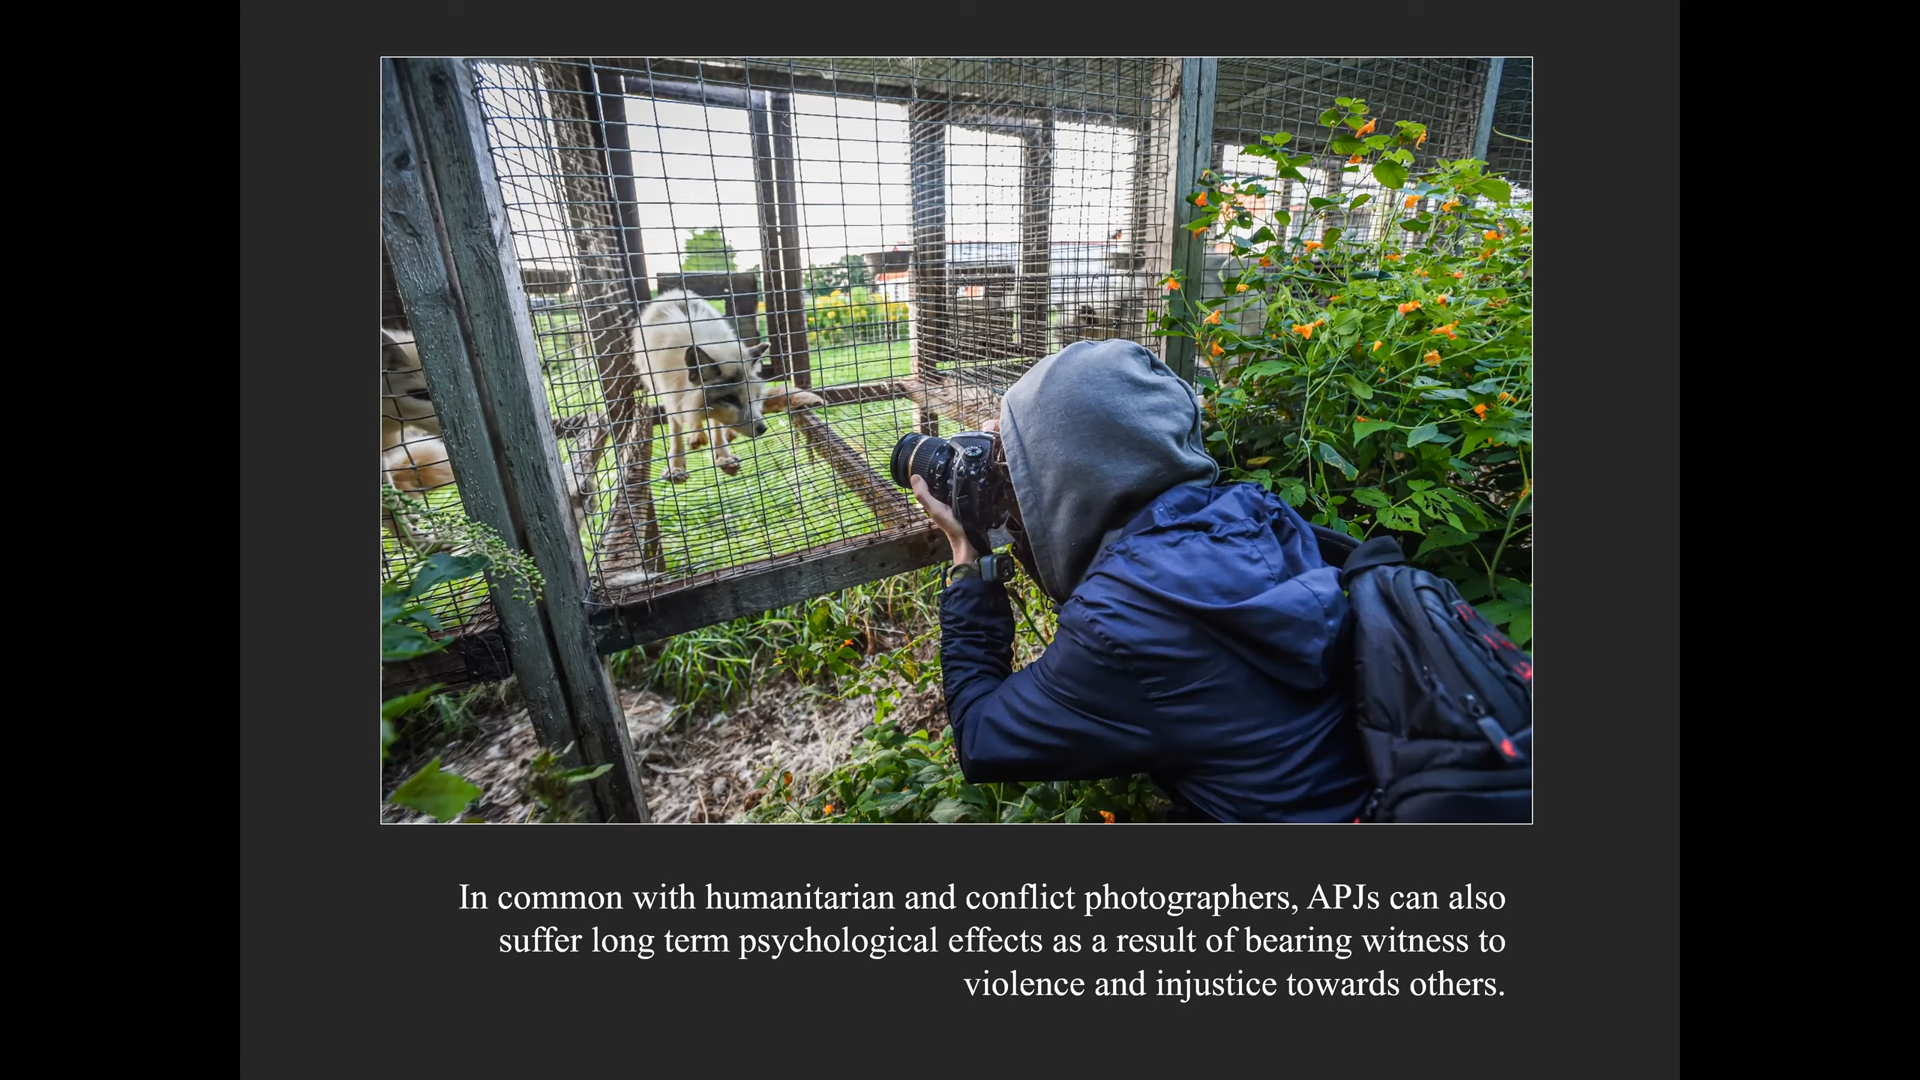 In common with humanitarian and conflict photographers, APJs can also
suffer long term psychological effects as a result of bearing witness to
violence and injustice towards others.